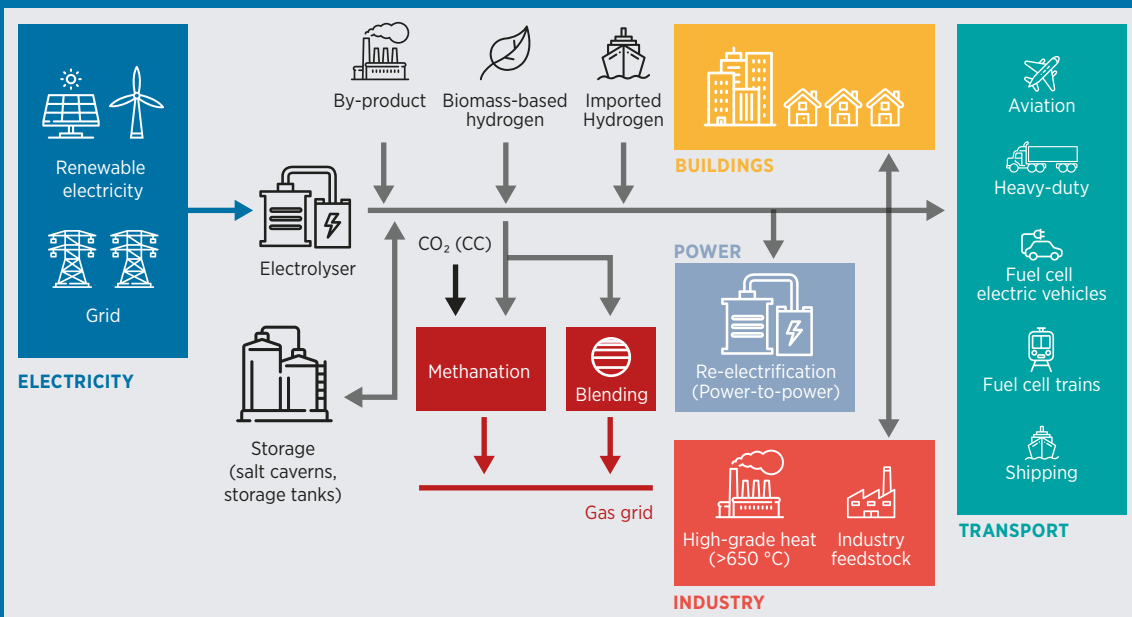 Renewable
electricity
Grid
ELECTRICITY
By-product
Biomass-based
hydrogen
Imported
Hydrogen
Electrolyser
CO₂ (CC)
Storage
(salt caverns,
storage tanks)
Methanation
Blending
Gas grid
BUILDINGS
POWER
Re-electrification
(Power-to-power)
High-grade heat
(>650 °C)
Industry
feedstock
INDUSTRY
Aviation
Heavy-duty
Fuel cell
electric vehicles
Fuel cell trains
Shipping
TRANSPORT